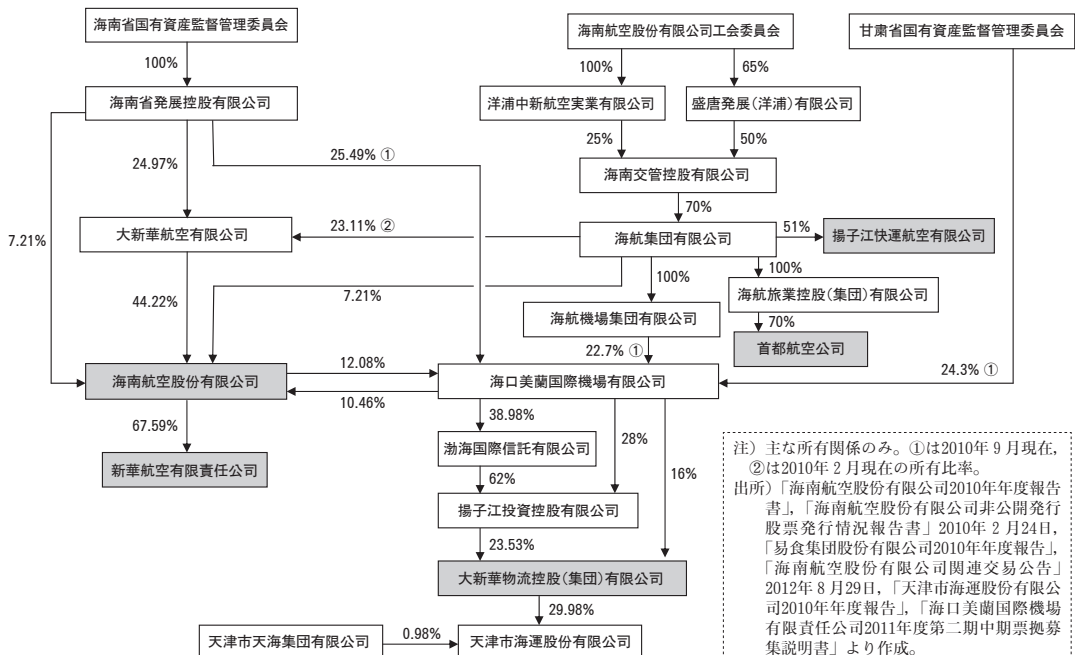 海南省国有資産監督管理委員会
海南航空股份有限公司工会委員会
甘粛省国有資産監督管理委員会
100%
100%
65%
海南省発展控股有限公司
洋浦中新航空実業有限公司
盛唐発展(洋浦)有限公司
24.97%
25.49% ①
25%
50%
海南交管控股有限公司
70%
7.21%
大新華航空有限公司
23.11% ②
海航集団有限公司
51%
揚子江快運航空有限公司
44.22%
7.21%
100%
100%
海航旅業控股(集団)有限公司
海航機場集団有限公司
70%
首都航空公司
22.7% ①
24.3% ①
海南航空股份有限公司
12.08%
10.46%
海口美蘭国際機場有限公司
67.59%
38.98%
28%
16%
新華航空有限責任公司
渤海国際信託有限公司
62%
揚子江投資控股有限公司
23.53%
大新華物流控股(集団)有限公司
29.98%
天津市天海集団有限公司
0.98%
天津市海運股份有限公司
注）主な所有関係のみ。①は2010年9月現在,
②は2010年2月現在の所有比率。
出所）「海南航空股份有限公司2010年年度報告
書」,「海南航空股份有限公司非公開発行
股票発行情況報告書」2010年2月24日,
「易食集団股份有限公司2010年年度報告」,
「海南航空股份有限公司関連交易公告」
2012年8月29日,「天津市海運股份有限公
司2010年年度報告」,「海口美蘭国際機場
有限責任公司2011年度第二期中期票拠募
集説明書」より作成。